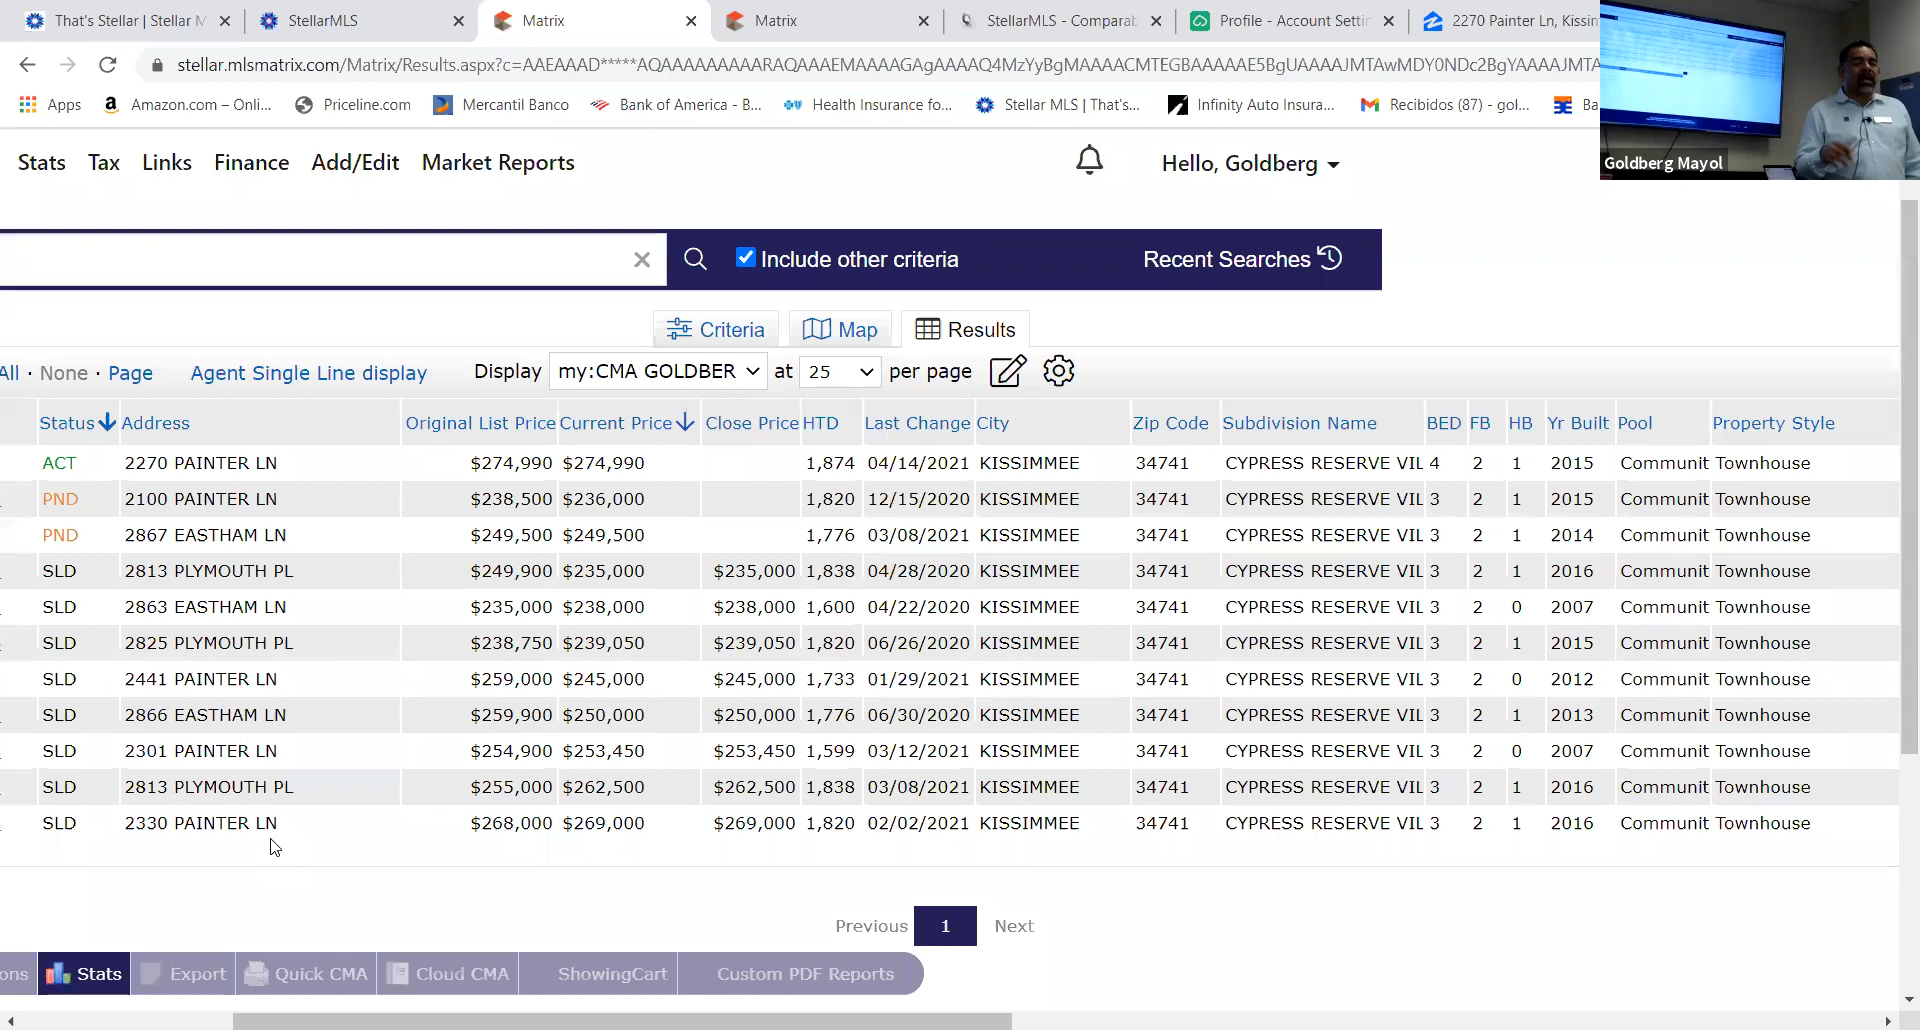 That's Stellar | Stellar M
StellarMLS
Matrix
Matrix
StellarMLS - Comparab
Profile - Account Settin
2270 Painter Ln, Kissin
stellar.mlsmatrix.com/Matrix/Results.aspx?c=AAEAAAD*****AQAAAAAAAAARAQAAAEMAAAAGAgAAAAQ4MzYyBgMAAAACMTEGBAAAAAE5BgUAAAAJMTAwMDY0NDc2BgYAAAAJMTA
Apps
Amazon.com – Onli...
Priceline.com
Mercantil Banco
Bank of America - B...
Health Insurance fo...
Stellar MLS | That's...
Infinity Auto Insura...
Recibidos (87) - gol...
Ba
Goldberg Mayol
Stats Tax Links Finance Add/Edit Market Reports
Hello, Goldberg
Include other criteria
Recent Searches
Criteria Map Results
All · None · Page Agent Single Line display Display my:CMA GOLDBER at 25 per page
Status Address Original List Price Current Price Close Price HTD Last Change City Zip Code Subdivision Name BED FB HB Yr Built Pool Property Style
ACT 2270 PAINTER LN $274,990 $274,990 1,874 04/14/2021 KISSIMMEE 34741 CYPRESS RESERVE VIL 4 2 1 2015 Communit Townhouse
PND 2100 PAINTER LN $238,500 $236,000 1,820 12/15/2020 KISSIMMEE 34741 CYPRESS RESERVE VIL 3 2 1 2015 Communit Townhouse
PND 2867 EASTHAM LN $249,500 $249,500 1,776 03/08/2021 KISSIMMEE 34741 CYPRESS RESERVE VIL 3 2 1 2014 Communit Townhouse
SLD 2813 PLYMOUTH PL $249,900 $235,000 $235,000 1,838 04/28/2020 KISSIMMEE 34741 CYPRESS RESERVE VIL 3 2 1 2016 Communit Townhouse
SLD 2863 EASTHAM LN $235,000 $238,000 $238,000 1,600 04/22/2020 KISSIMMEE 34741 CYPRESS RESERVE VIL 3 2 0 2007 Communit Townhouse
SLD 2825 PLYMOUTH PL $238,750 $239,050 $239,050 1,820 06/26/2020 KISSIMMEE 34741 CYPRESS RESERVE VIL 3 2 1 2015 Communit Townhouse
SLD 2441 PAINTER LN $259,000 $245,000 $245,000 1,733 01/29/2021 KISSIMMEE 34741 CYPRESS RESERVE VIL 3 2 0 2012 Communit Townhouse
SLD 2866 EASTHAM LN $259,900 $250,000 $250,000 1,776 06/30/2020 KISSIMMEE 34741 CYPRESS RESERVE VIL 3 2 1 2013 Communit Townhouse
SLD 2301 PAINTER LN $254,900 $253,450 $253,450 1,599 03/12/2021 KISSIMMEE 34741 CYPRESS RESERVE VIL 3 2 0 2007 Communit Townhouse
SLD 2813 PLYMOUTH PL $255,000 $262,500 $262,500 1,838 03/08/2021 KISSIMMEE 34741 CYPRESS RESERVE VIL 3 2 1 2016 Communit Townhouse
SLD 2330 PAINTER LN $268,000 $269,000 $269,000 1,820 02/02/2021 KISSIMMEE 34741 CYPRESS RESERVE VIL 3 2 1 2016 Communit Townhouse
Previous 1 Next
ons Stats Export Quick CMA Cloud CMA ShowingCart Custom PDF Reports